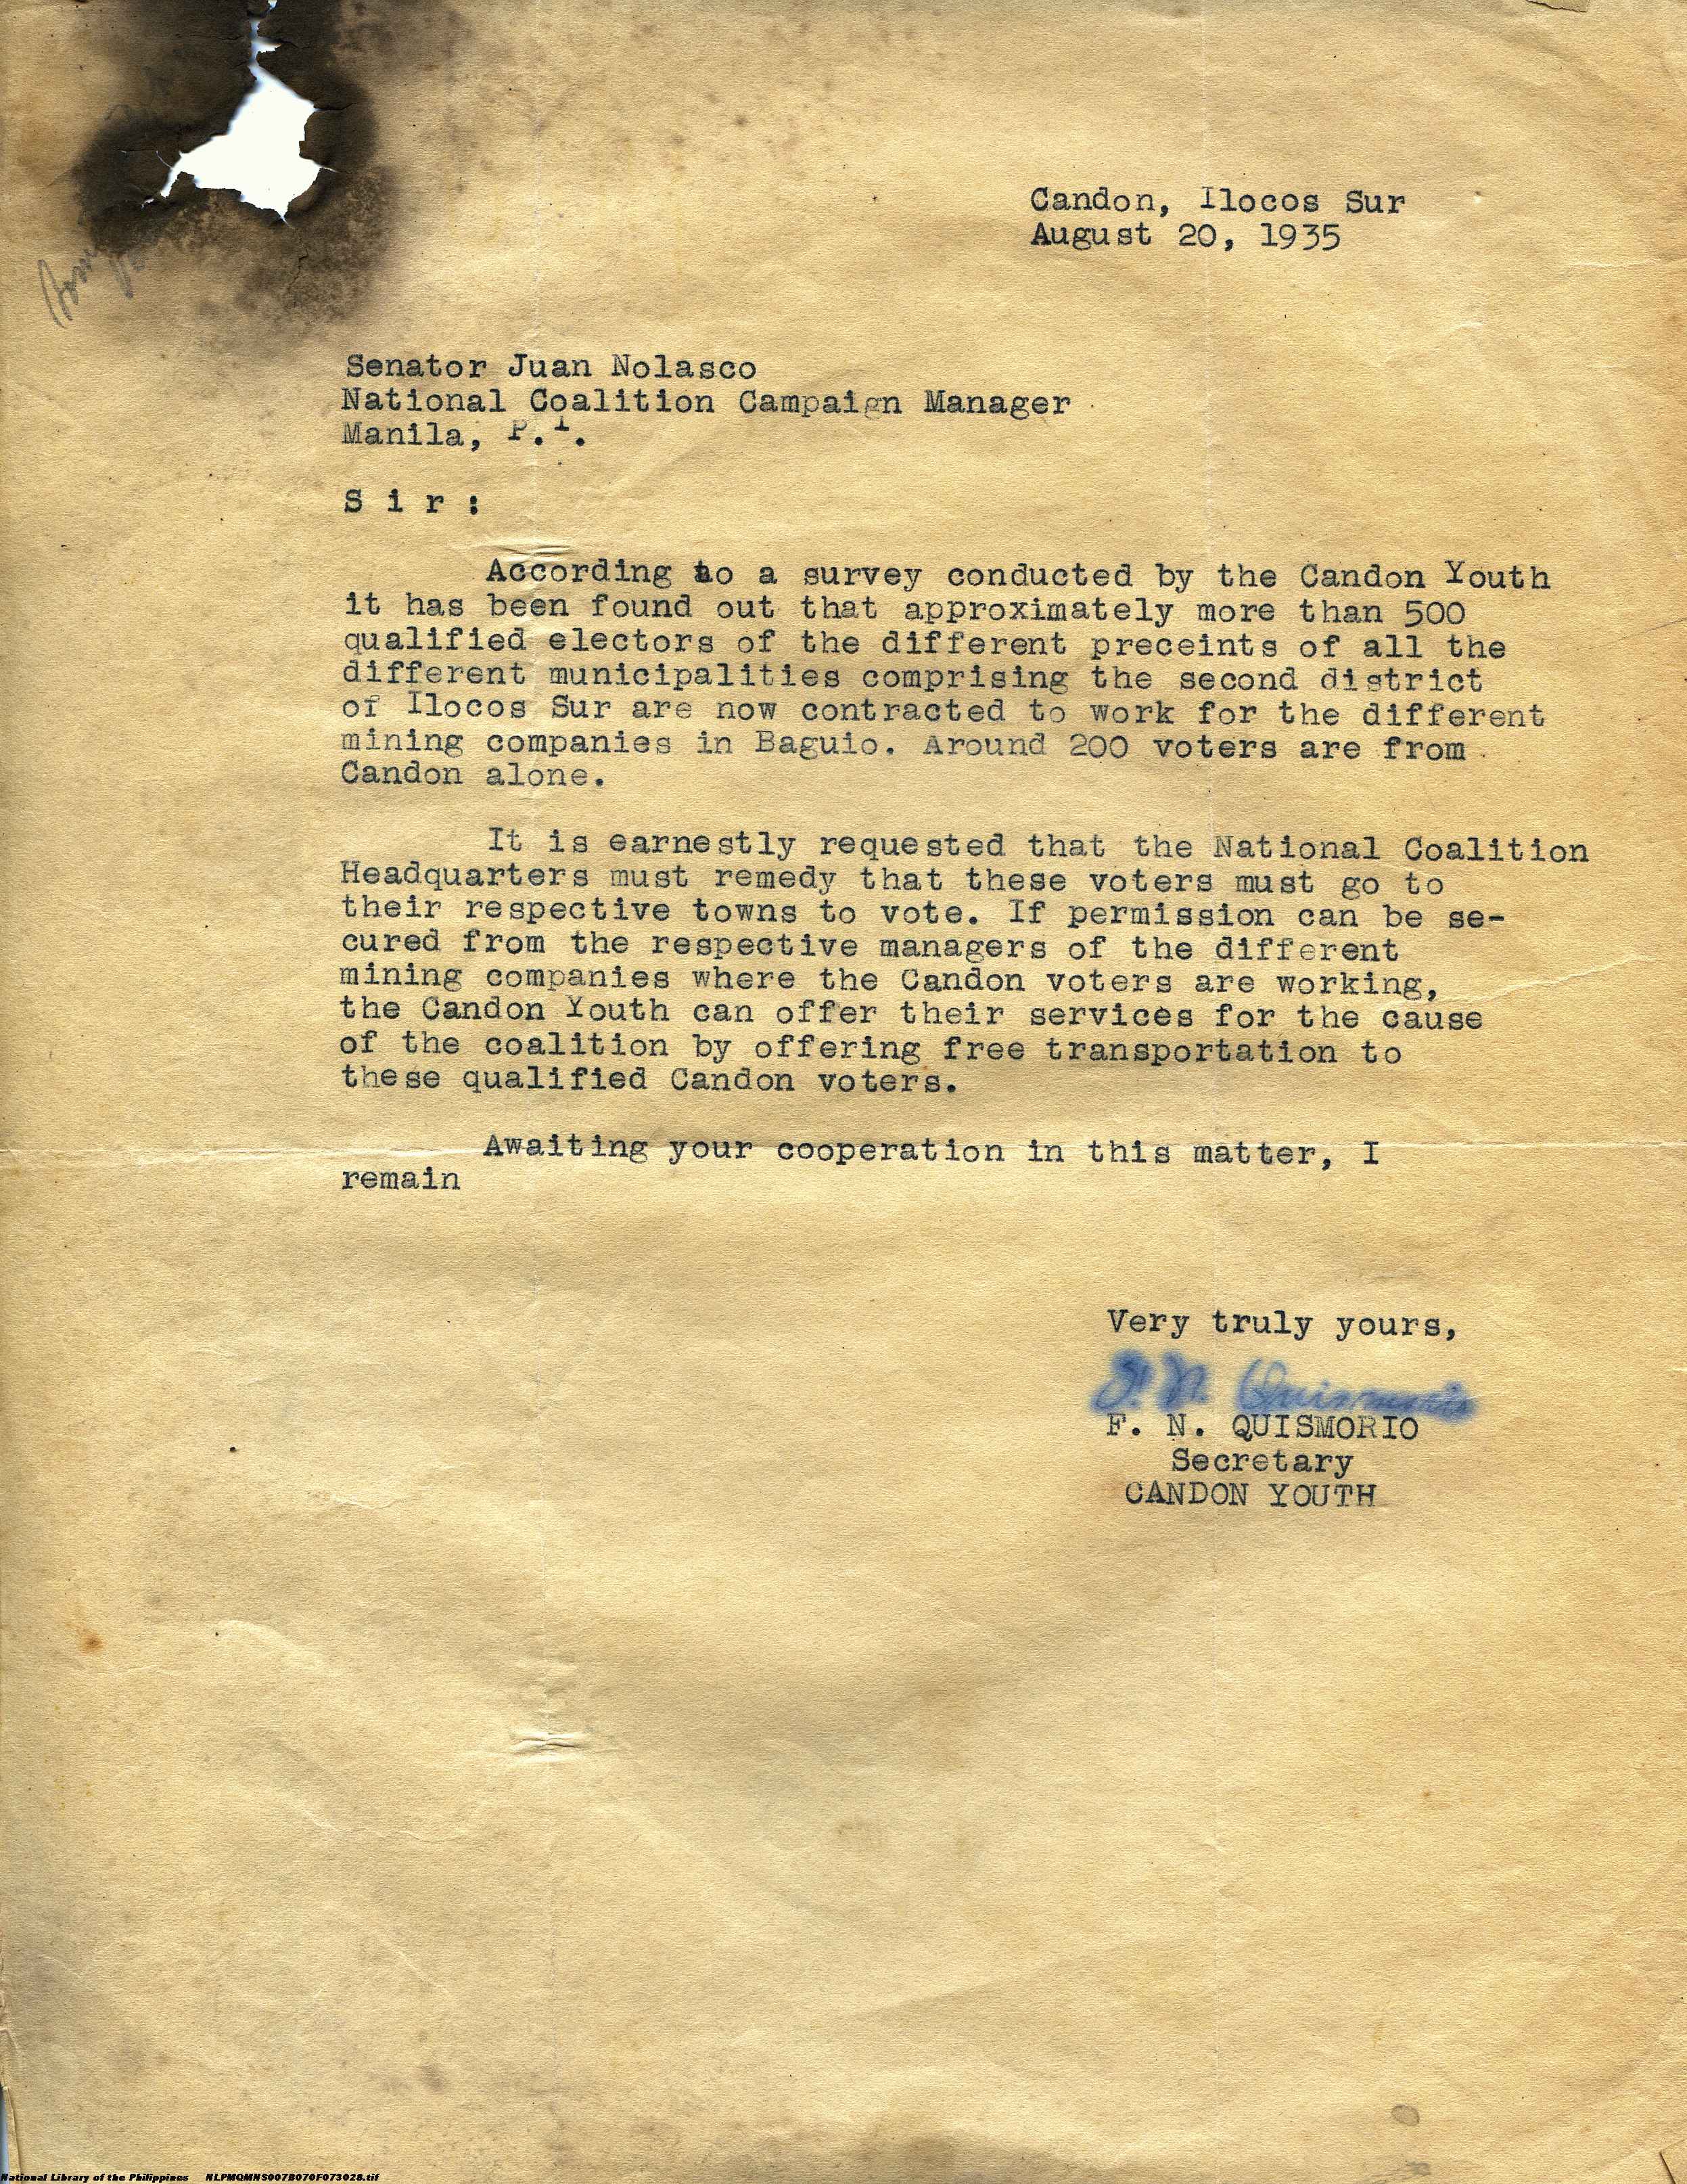 Candon, Ilocos Sur
August 20, 1935
Senator Juan Nolasco
National Coalition Campaign Manager
Manila, P.I.
S i r :
According to a survey conducted by the Candon Youth
it has been found out that approximately more than 500
qualified electors of the different preceints of all the
different municipalities comprising the second district
of Ilocos Sur are now contracted to work for the different
mining companies in Baguio. Around 200 voters are from
Candon alone.
It is earnestly requested that the National Coalition
Headquarters must remedy that these voters must go to
their respective towns to vote. If permission can be se-
cured from the respective managers of the different
mining companies where the Candon voters are working,
the Candon Youth can offer their services for the cause
of the coalition by offering free transportation to
these qualified Candon voters.
Awaiting your cooperation in this matter, I
remain
Very truly yours,
F. N. Quismorio
F. N. QUISMORIO
Secretary
CANDON YOUTH
National Library of the Philippines NLPMQMNS007B070F073028.tif